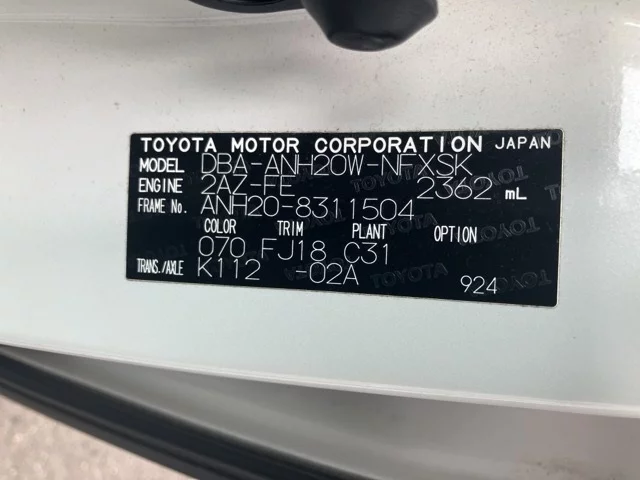 TOYOTA MOTOR CORPORATION JAPAN
MODEL DBA-ANH20W-NFXSK
ENGINE 2AZ-FE 2362 mL
FRAME No. ANH20-8311504
COLOR TRIM PLANT OPTION
070 FJ18 C31
TRANS./AXLE K112 -02A
924